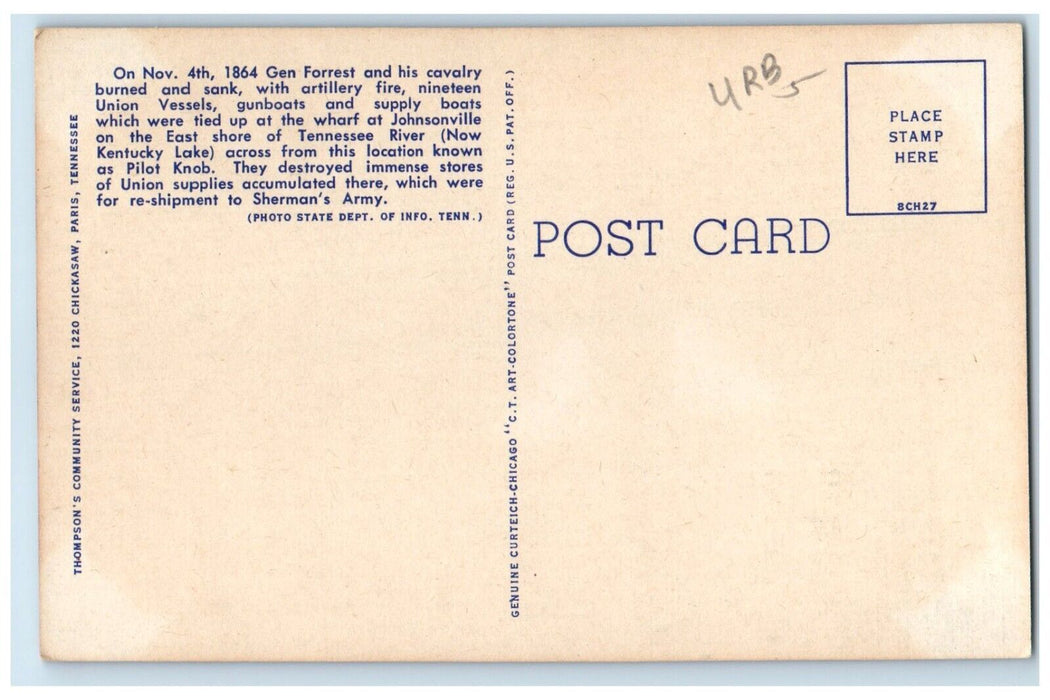 On Nov. 4th, 1864 Gen Forrest and his cavalry
burned and sank, with artillery fire, nineteen
Union Vessels, gunboats and supply boats
which were tied up at the wharf at Johnsonville
on the East shore of Tennessee River (Now
Kentucky Lake) across from this location known
as Pilot Knob. They destroyed immense stores
of Union supplies accumulated there, which were
for re-shipment to Sherman's Army.
(PHOTO STATE DEPT. OF INFO. TENN.)
THOMPSON'S COMMUNITY SERVICE, 1220 CHICKASAW, PARIS, TENNESSEE
GENUINE CURTEICH-CHICAGO "C.T. ART-COLORTONE" POST CARD (REG. U.S. PAT. OFF.)
URB
POST CARD
PLACE
STAMP
HERE
8CH27